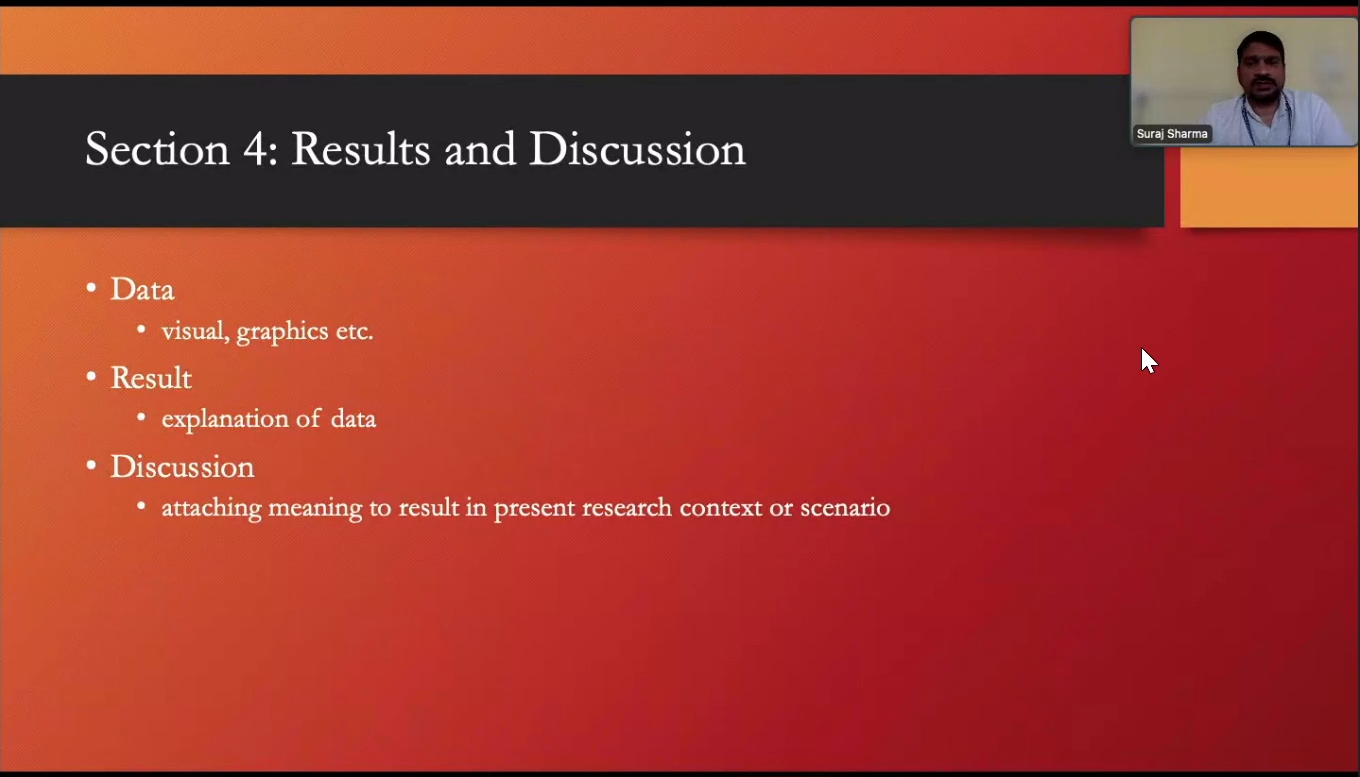 Section 4: Results and Discussion
Suraj Sharma
• Data
• visual, graphics etc.
• Result
• explanation of data
• Discussion
• attaching meaning to result in present research context or scenario